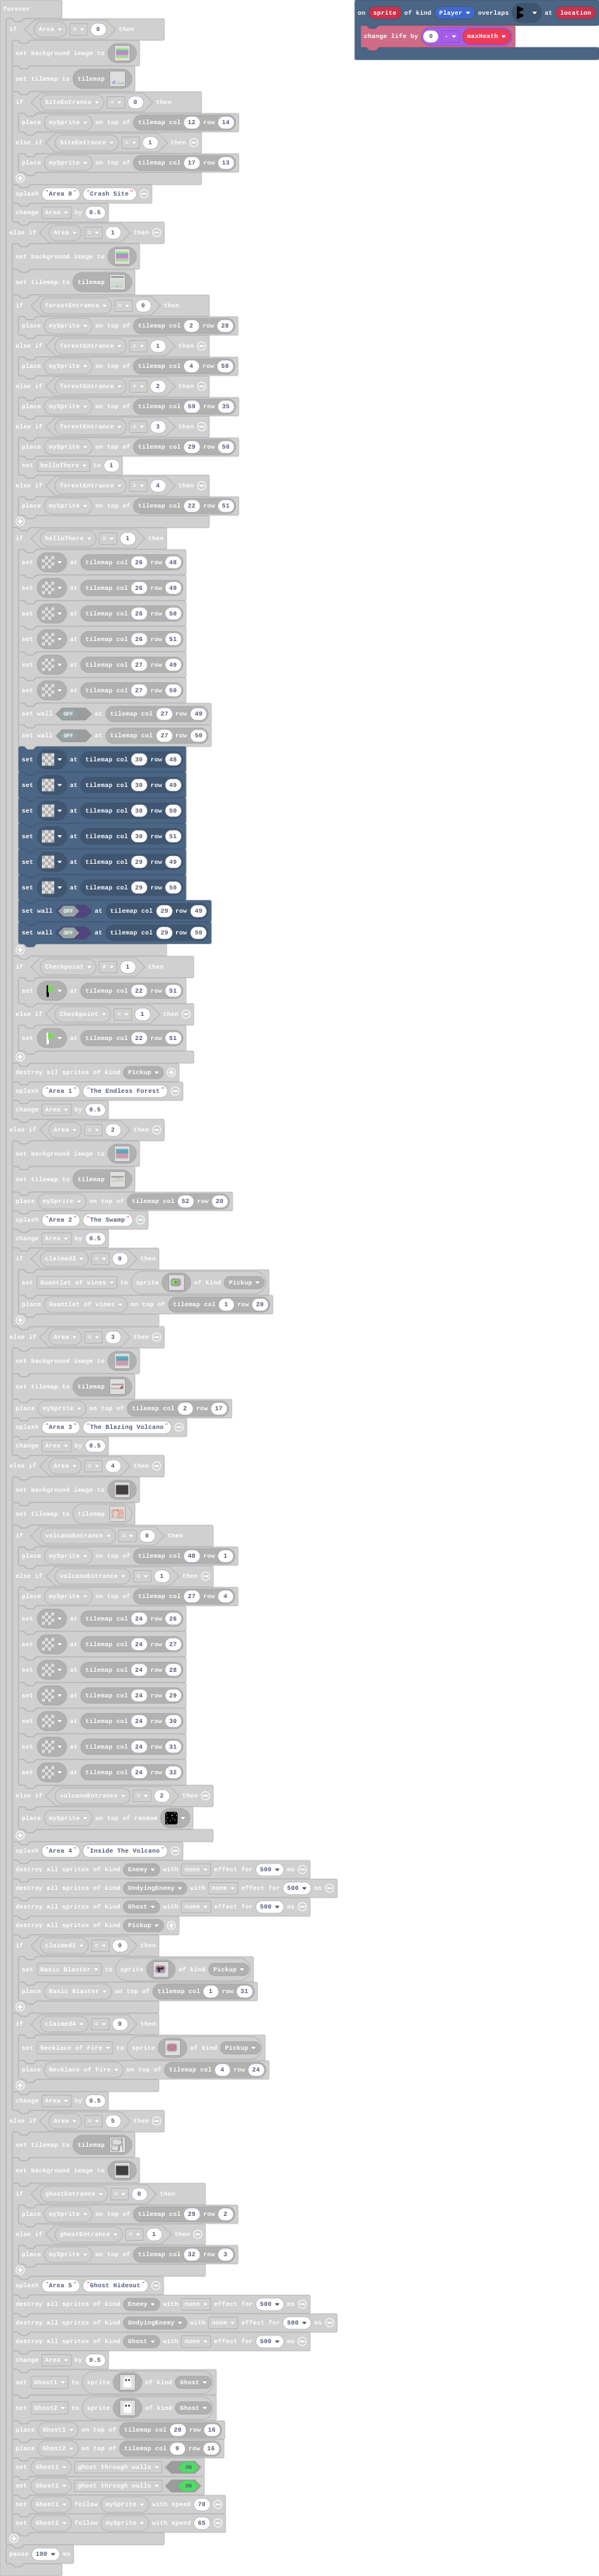 forever
if Area = 0 then
set background image to
set tilemap to tilemap
if SiteEntrance = 0 then
place mySprite on top of tilemap col 12 row 14
else if SiteEntrance = 1 then
place mySprite on top of tilemap col 17 row 13
splash "Area 0" "Crash Site"
change Area by 0.5
else if Area = 1 then
set background image to
set tilemap to tilemap
if forestEntrance = 0 then
place mySprite on top of tilemap col 2 row 28
else if forestEntrance = 1 then
place mySprite on top of tilemap col 4 row 50
else if forestEntrance = 2 then
place mySprite on top of tilemap col 59 row 35
else if forestEntrance = 3 then
place mySprite on top of tilemap col 29 row 50
set helloThere to 1
else if forestEntrance = 4 then
place mySprite on top of tilemap col 22 row 51
if helloThere = 1 then
set at tilemap col 26 row 48
set at tilemap col 26 row 49
set at tilemap col 26 row 50
set at tilemap col 26 row 51
set at tilemap col 27 row 49
set at tilemap col 27 row 50
set wall OFF at tilemap col 27 row 49
set wall OFF at tilemap col 27 row 50
set at tilemap col 30 row 48
set at tilemap col 30 row 49
set at tilemap col 30 row 50
set at tilemap col 30 row 51
set at tilemap col 29 row 49
set at tilemap col 29 row 50
set wall OFF at tilemap col 29 row 49
set wall OFF at tilemap col 29 row 50
if Checkpoint ≠ 1 then
set at tilemap col 22 row 51
else if Checkpoint = 1 then
set at tilemap col 22 row 51
destroy all sprites of kind Pickup
splash "Area 1" "The Endless Forest"
change Area by 0.5
else if Area = 2 then
set background image to
set tilemap to tilemap
place mySprite on top of tilemap col 52 row 20
splash "Area 2" "The Swamp"
change Area by 0.5
if claimed3 = 0 then
set Guantlet of vines to sprite of kind Pickup
place Guantlet of vines on top of tilemap col 1 row 20
else if Area = 3 then
set background image to
set tilemap to tilemap
place mySprite on top of tilemap col 2 row 17
splash "Area 3" "The Blazing Volcano"
change Area by 0.5
else if Area = 4 then
set background image to
set tilemap to tilemap
if volcanoEntrance = 0 then
place mySprite on top of tilemap col 48 row 1
else if volcanoEntrance = 1 then
place mySprite on top of tilemap col 27 row 4
set at tilemap col 24 row 26
set at tilemap col 24 row 27
set at tilemap col 24 row 28
set at tilemap col 24 row 29
set at tilemap col 24 row 30
set at tilemap col 24 row 31
set at tilemap col 24 row 32
else if volcanoEntrance = 2 then
place mySprite on top of random
splash "Area 4" "Inside The Volcano"
destroy all sprites of kind Enemy with none effect for 500 ms
destroy all sprites of kind UndyingEnemy with none effect for 500 ms
destroy all sprites of kind Ghost with none effect for 500 ms
destroy all sprites of kind Pickup
if claimed2 = 0 then
set Basic Blaster to sprite of kind Pickup
place Basic Blaster on top of tilemap col 1 row 31
if claimed4 = 0 then
set Necklace of Fire to sprite of kind Pickup
place Necklace of Fire on top of tilemap col 4 row 24
change Area by 0.5
else if Area = 5 then
set tilemap to tilemap
set background image to
if ghostEntrance = 0 then
place mySprite on top of tilemap col 29 row 2
else if ghostEntrance = 1 then
place mySprite on top of tilemap col 32 row 3
splash "Area 5" "Ghost Hideout"
destroy all sprites of kind Enemy with none effect for 500 ms
destroy all sprites of kind UndyingEnemy with none effect for 500 ms
destroy all sprites of kind Ghost with none effect for 500 ms
change Area by 0.5
set Ghost1 to sprite of kind Ghost
set Ghost2 to sprite of kind Ghost
place Ghost1 on top of tilemap col 20 row 16
place Ghost2 on top of tilemap col 9 row 16
set Ghost1 ghost through walls ON
set Ghost2 ghost through walls ON
set Ghost1 follow mySprite with speed 70
set Ghost2 follow mySprite with speed 65
pause 100 ms
on sprite of kind Player overlaps at location
change life by 0 - maxHeath